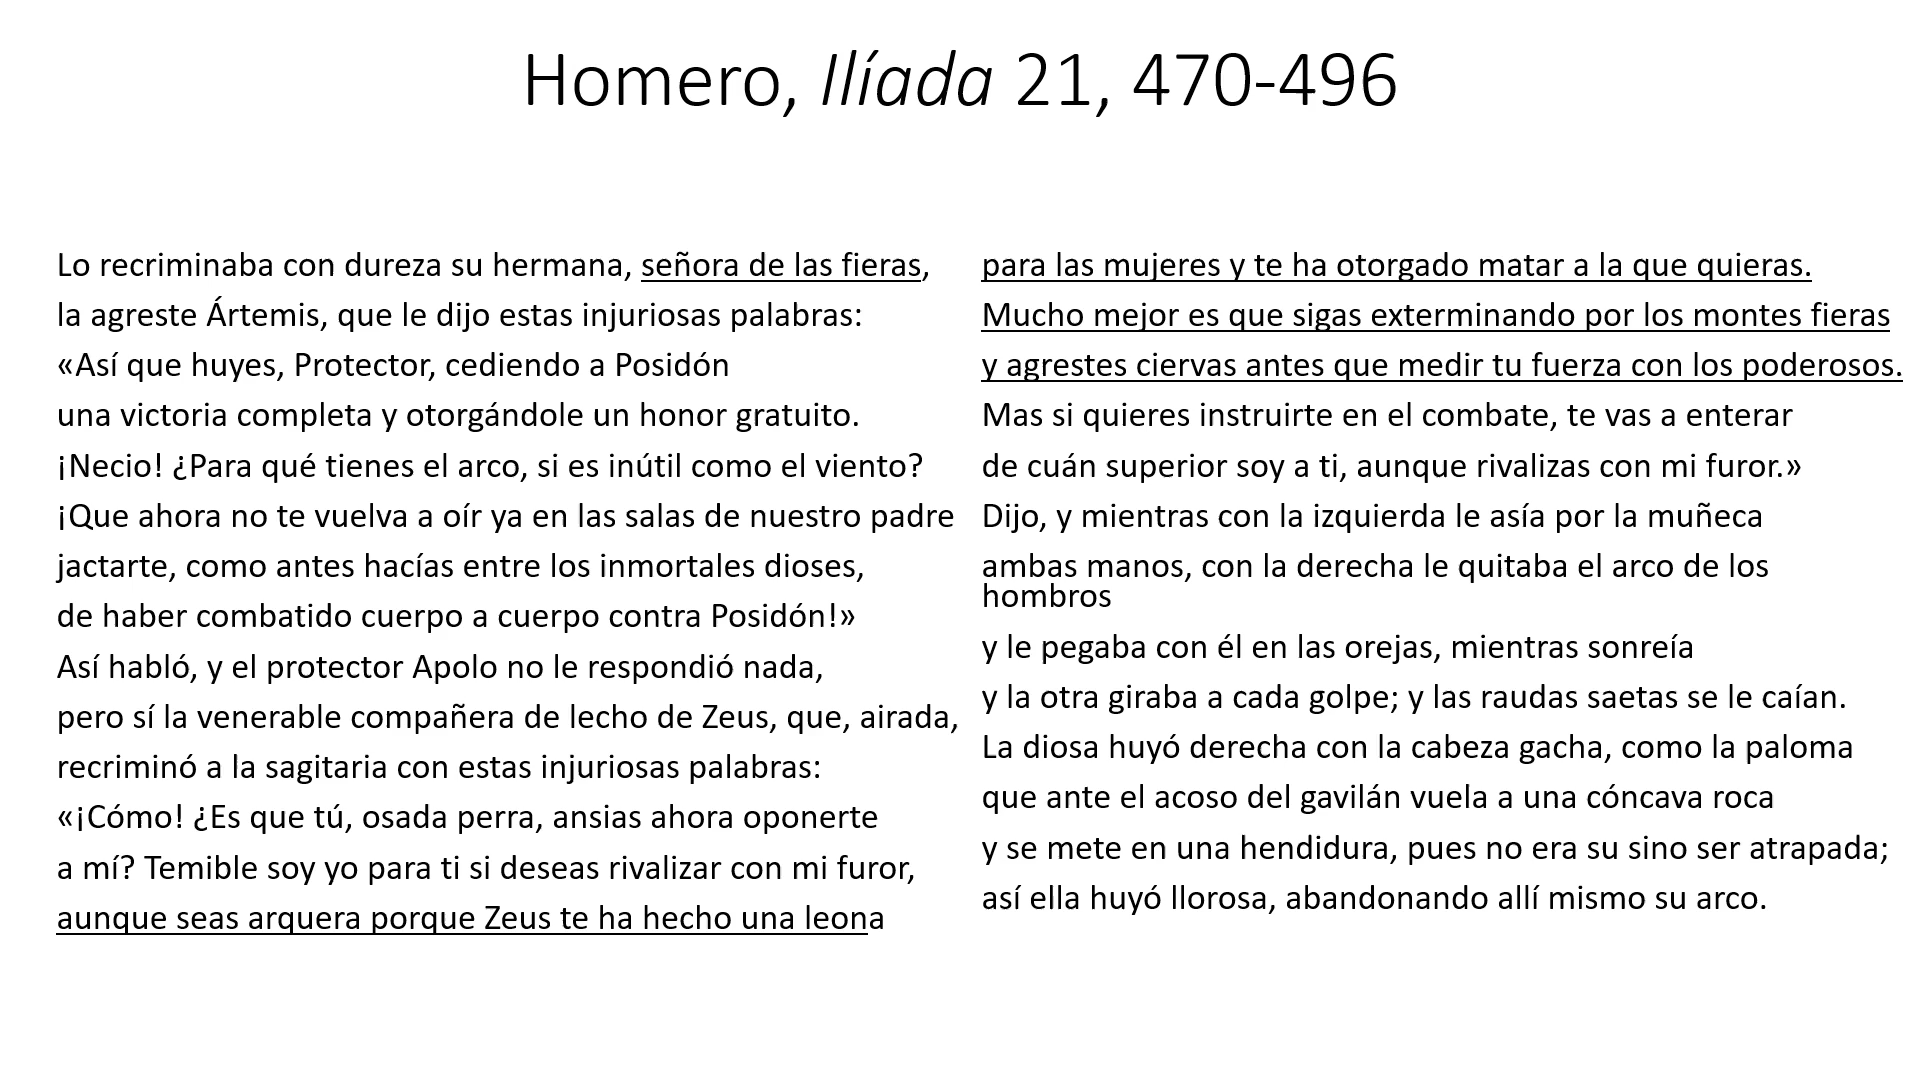 Homero, Ilíada 21, 470-496
Lo recriminaba con dureza su hermana, señora de las fieras,
la agreste Ártemis, que le dijo estas injuriosas palabras:
«Así que huyes, Protector, cediendo a Posidón
una victoria completa y otorgándole un honor gratuito.
¡Necio! ¿Para qué tienes el arco, si es inútil como el viento?
¡Que ahora no te vuelva a oír ya en las salas de nuestro padre
jactarte, como antes hacías entre los inmortales dioses,
de haber combatido cuerpo a cuerpo contra Posidón!»
Así habló, y el protector Apolo no le respondió nada,
pero sí la venerable compañera de lecho de Zeus, que, airada,
recriminó a la sagitaria con estas injuriosas palabras:
«¡Cómo! ¿Es que tú, osada perra, ansias ahora oponerte
a mí? Temible soy yo para ti si deseas rivalizar con mi furor,
aunque seas arquera porque Zeus te ha hecho una leona
para las mujeres y te ha otorgado matar a la que quieras.
Mucho mejor es que sigas exterminando por los montes fieras
y agrestes ciervas antes que medir tu fuerza con los poderosos.
Mas si quieres instruirte en el combate, te vas a enterar
de cuán superior soy a ti, aunque rivalizas con mi furor.»
Dijo, y mientras con la izquierda le asía por la muñeca
ambas manos, con la derecha le quitaba el arco de los
hombros
y le pegaba con él en las orejas, mientras sonreía
y la otra giraba a cada golpe; y las raudas saetas se le caían.
La diosa huyó derecha con la cabeza gacha, como la paloma
que ante el acoso del gavilán vuela a una cóncava roca
y se mete en una hendidura, pues no era su sino ser atrapada;
así ella huyó llorosa, abandonando allí mismo su arco.